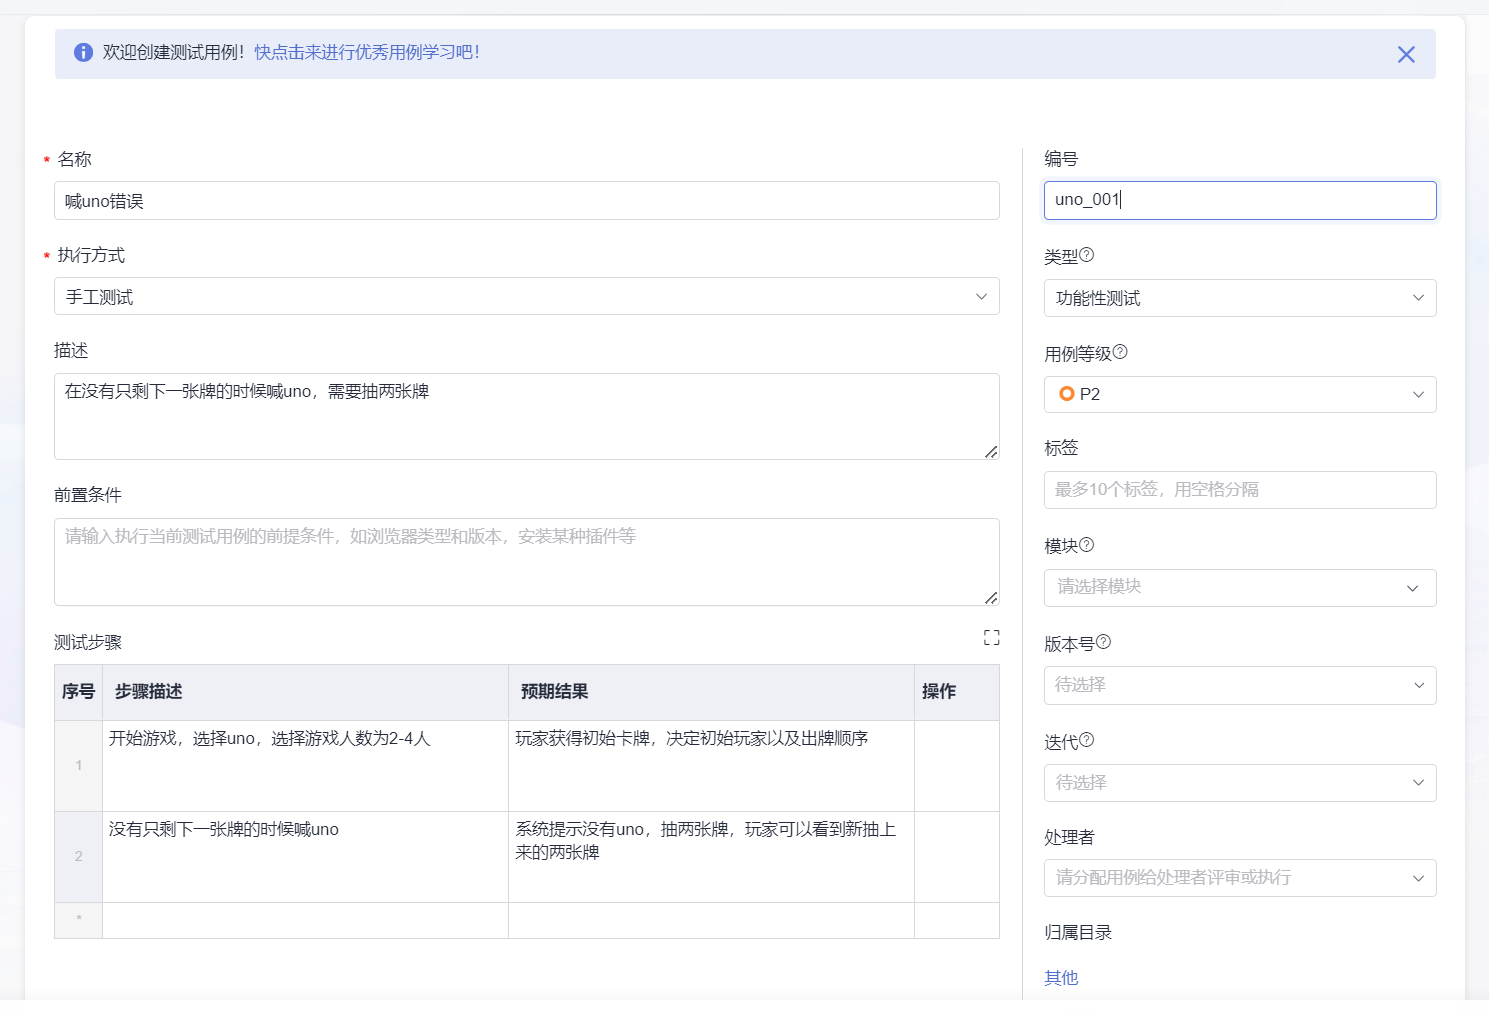 欢迎创建测试用例！快点击来进行优秀用例学习吧！
* 名称
喊uno错误
* 执行方式
手工测试
描述
在没有只剩下一张牌的时候喊uno，需要抽两张牌
前置条件
请输入执行当前测试用例的前提条件，如浏览器类型和版本，安装某种插件等
测试步骤
序号 步骤描述 预期结果 操作
1 开始游戏，选择uno，选择游戏人数为2-4人 玩家获得初始卡牌，决定初始玩家以及出牌顺序
2 没有只剩下一张牌的时候喊uno 系统提示没有uno，抽两张牌，玩家可以看到新抽上
来的两张牌
*
编号
uno_001
类型
功能性测试
用例等级
P2
标签
最多10个标签，用空格分隔
模块
请选择模块
版本号
待选择
迭代
待选择
处理者
请分配用例给处理者评审或执行
归属目录
其他